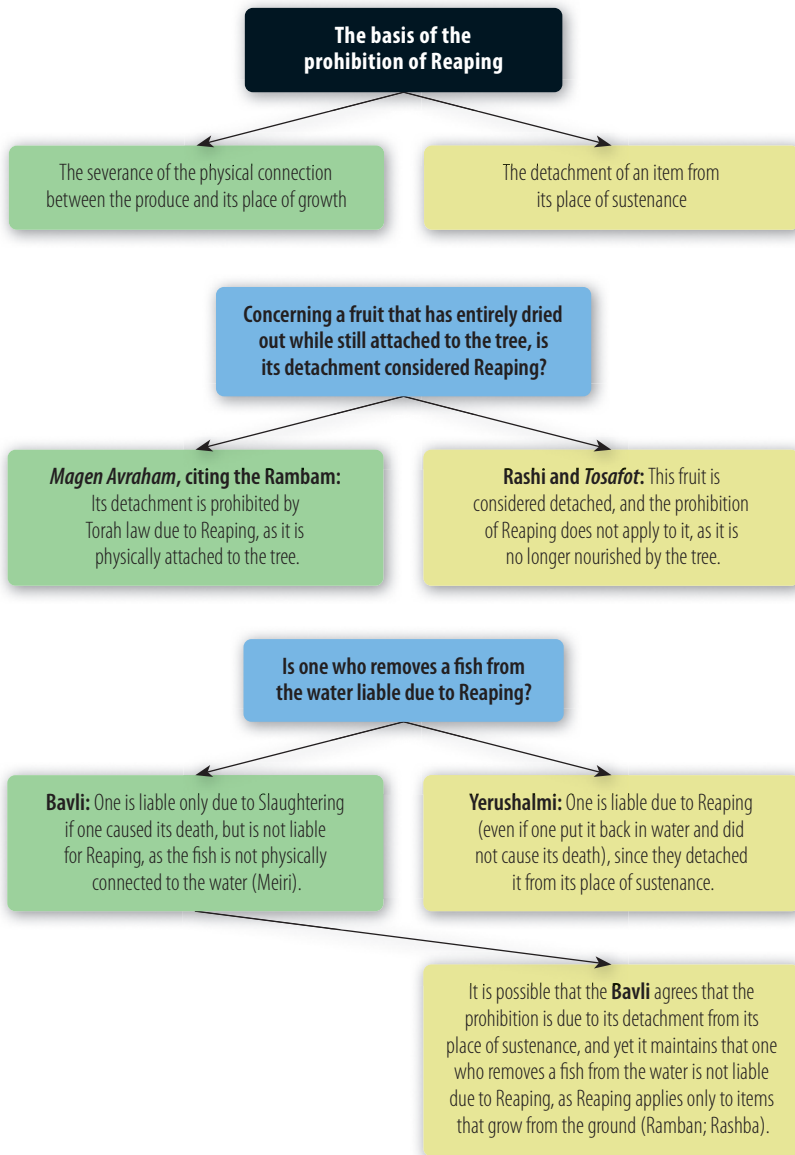 The basis of the
prohibition of Reaping
The severance of the physical connection
between the produce and its place of growth
The detachment of an item from
its place of sustenance
Concerning a fruit that has entirely dried
out while still attached to the tree, is
its detachment considered Reaping?
Magen Avraham, citing the Rambam:
Its detachment is prohibited by
Torah law due to Reaping, as it is
physically attached to the tree.
Rashi and Tosafot: This fruit is
considered detached, and the prohibition
of Reaping does not apply to it, as it is
no longer nourished by the tree.
Is one who removes a fish from
the water liable due to Reaping?
Bavli: One is liable only due to Slaughtering
if one caused its death, but is not liable
for Reaping, as the fish is not physically
connected to the water (Meiri).
Yerushalmi: One is liable due to Reaping
(even if one put it back in water and did
not cause its death), since they detached
it from its place of sustenance.
It is possible that the Bavli agrees that the
prohibition is due to its detachment from its
place of sustenance, and yet it maintains that one
who removes a fish from the water is not liable
due to Reaping, as Reaping applies only to items
that grow from the ground (Ramban; Rashba).